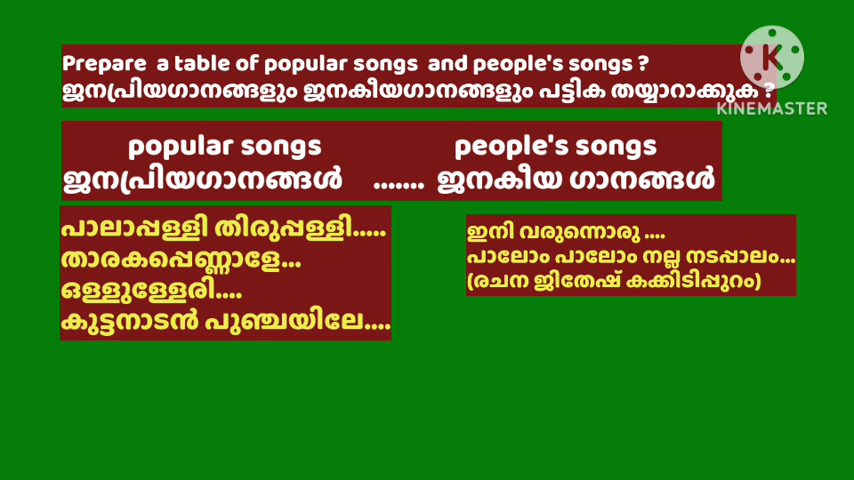 Prepare a table of popular songs and people's songs ?
ജനപ്രിയഗാനങ്ങളും ജനകീയഗാനങ്ങളും പട്ടിക തയ്യാറാക്കുക ?
K
KINEMASTER
popular songs people's songs
ജനപ്രിയഗാനങ്ങൾ ....... ജനകീയ ഗാനങ്ങൾ
പാലാപ്പള്ളി തിരുപ്പള്ളി.....
താരകപ്പെണ്ണാളേ...
ഒള്ളുള്ളേരി....
കുട്ടനാടൻ പുഞ്ചയിലേ....
ഇനി വരുന്നൊരു ....
പാലോം പാലോം നല്ല നടപ്പാലം...
(രചന ജിതേഷ് കക്കിടിപ്പുറം)